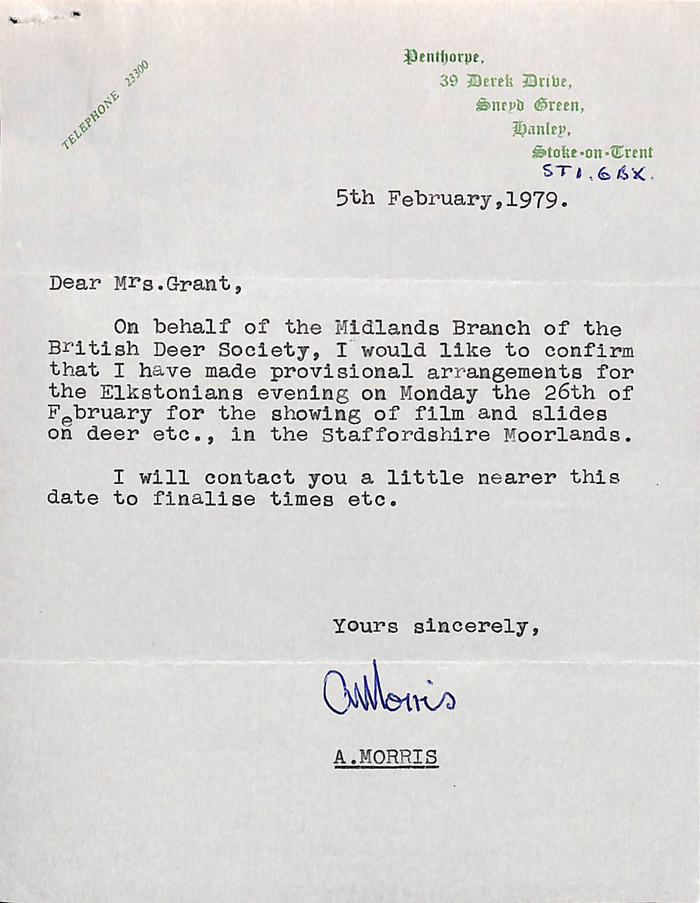 TELEPHONE 23300
Penthorpe,
39 Derek Drive,
Sneyd Green,
Hanley,
Stoke-on-Trent
ST1.6BX.
5th February,1979.
Dear Mrs.Grant,
On behalf of the Midlands Branch of the
British Deer Society, I would like to confirm
that I have made provisional arrangements for
the Elkstonians evening on Monday the 26th of
February for the showing of film and slides
on deer etc., in the Staffordshire Moorlands.
I will contact you a little nearer this
date to finalise times etc.
Yours sincerely,
A Morris
A.MORRIS